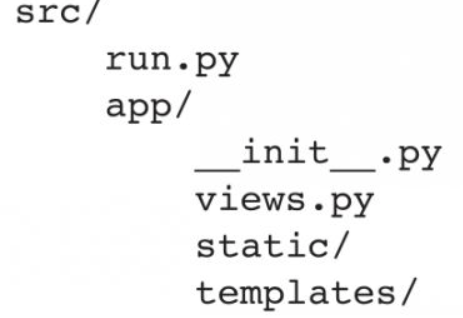 src/
run.py
app/
__init__.py
views.py
static/
templates/